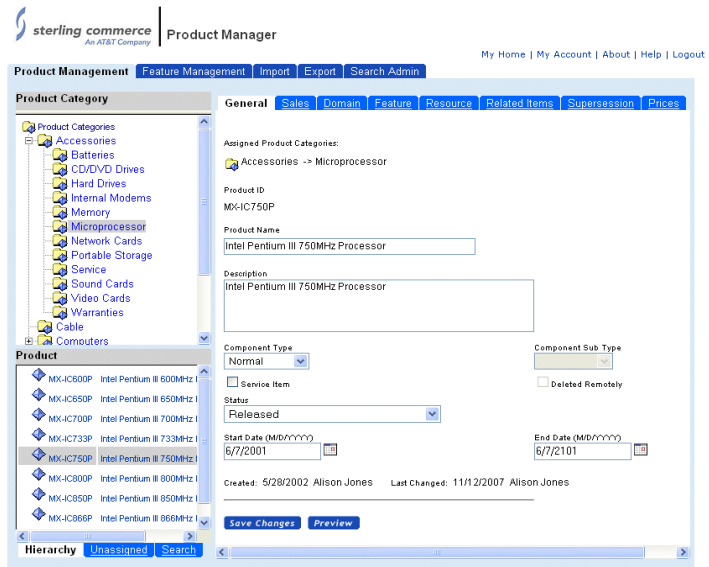 sterling commerce
An AT&T Company
Product Manager
My Home | My Account | About | Help | Logout
Product Management
Feature Management
Import
Export
Search Admin
Product Category
Product Categories
Accessories
Batteries
CD/DVD Drives
Hard Drives
Internal Modems
Memory
Microprocessor
Network Cards
Portable Storage
Service
Sound Cards
Video Cards
Warranties
Cable
Computers
Product
MX-IC600P Intel Pentium III 600MHz
MX-IC650P Intel Pentium III 650MHz
MX-IC700P Intel Pentium III 700MHz
MX-IC733P Intel Pentium III 733MHz
MX-IC750P Intel Pentium III 750MHz
MX-IC800P Intel Pentium III 800MHz
MX-IC850P Intel Pentium III 850MHz
MX-IC866P Intel Pentium III 866MHz
Hierarchy
Unassigned
Search
General
Sales
Domain
Feature
Resource
Related Items
Supersession
Prices
Assigned Product Categories:
Accessories -> Microprocessor
Product ID
MX-IC750P
Product Name
Intel Pentium III 750MHz Processor
Description
Intel Pentium III 750MHz Processor
Component Type
Normal
Component Sub Type
Service Item
Deleted Remotely
Status
Released
Start Date (M/D/YYYY)
6/7/2001
End Date (M/D/YYYY)
6/7/2101
Created: 5/28/2002 Alison Jones Last Changed: 11/12/2007 Alison Jones
Save Changes
Preview